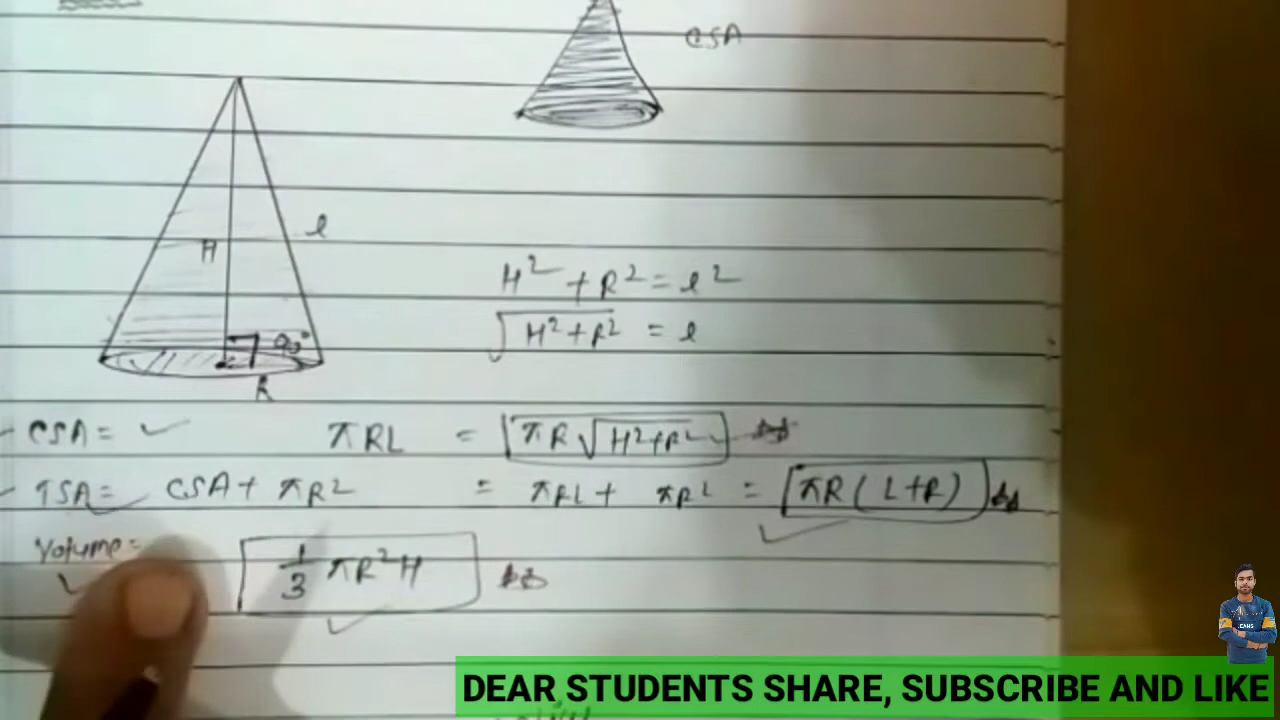 CSA
H
l
90°
R
H² + R² = l²
√H²+R² = l
CSA = ✓ πRL = πR√H²+R²
TSA = CSA + πR² = πRL + πR² = πR(L+R)
Volume = 1/3 πR²H
DEAR STUDENTS SHARE, SUBSCRIBE AND LIKE